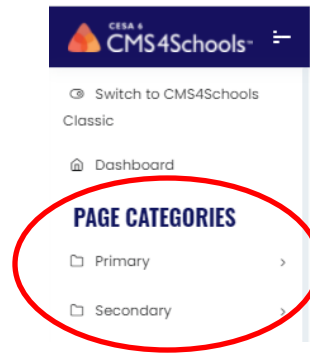 CESA 6
CMS4Schools™
Switch to CMS4Schools
Classic
Dashboard
PAGE CATEGORIES
Primary
Secondary